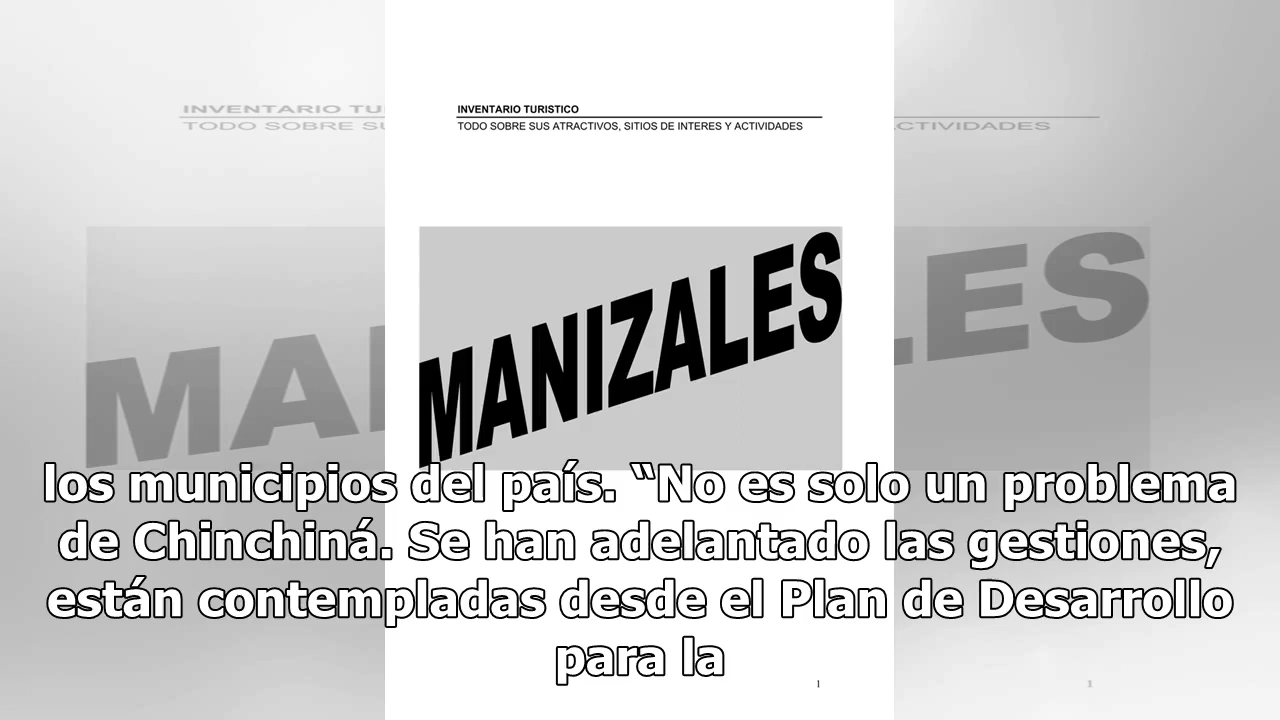 INVENTARIO TURISTICO
TODO SOBRE SUS ATRACTIVOS, SITIOS DE INTERES Y ACTIVIDADES
MANIZALES
los municipios del país. “No es solo un problema
de Chinchiná. Se han adelantado las gestiones,
están contempladas desde el Plan de Desarrollo
para la
1